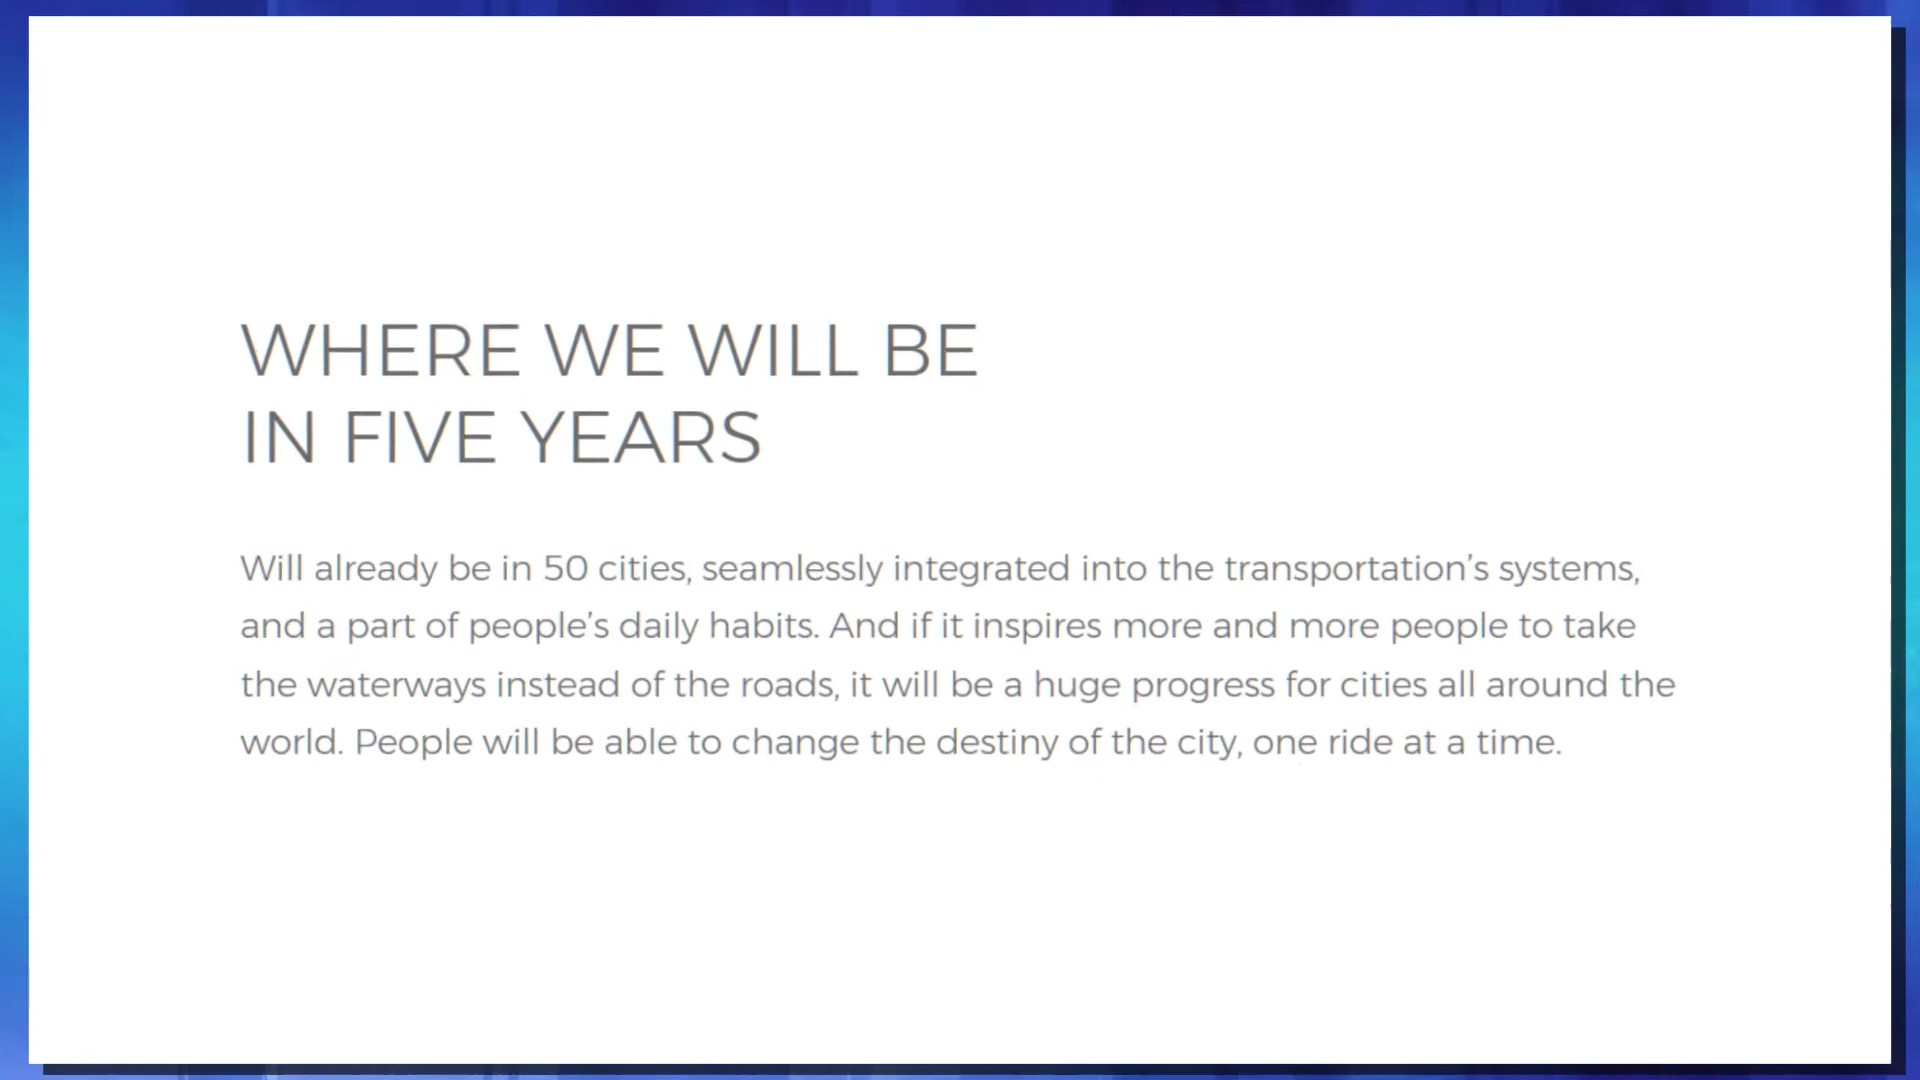 WHERE WE WILL BE
IN FIVE YEARS
Will already be in 50 cities, seamlessly integrated into the transportation’s systems,
and a part of people’s daily habits. And if it inspires more and more people to take
the waterways instead of the roads, it will be a huge progress for cities all around the
world. People will be able to change the destiny of the city, one ride at a time.